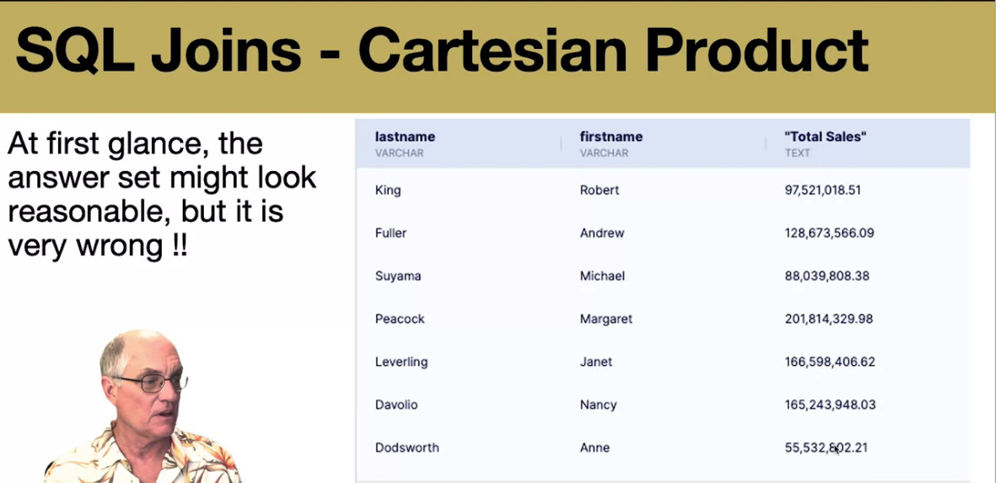 SQL Joins - Cartesian Product
At first glance, the
answer set might look
reasonable, but it is
very wrong !!
lastname firstname "Total Sales"
VARCHAR VARCHAR TEXT
King Robert 97,521,018.51
Fuller Andrew 128,673,566.09
Suyama Michael 88,039,808.38
Peacock Margaret 201,814,329.98
Leverling Janet 166,598,406.62
Davolio Nancy 165,243,948.03
Dodsworth Anne 55,532,802.21